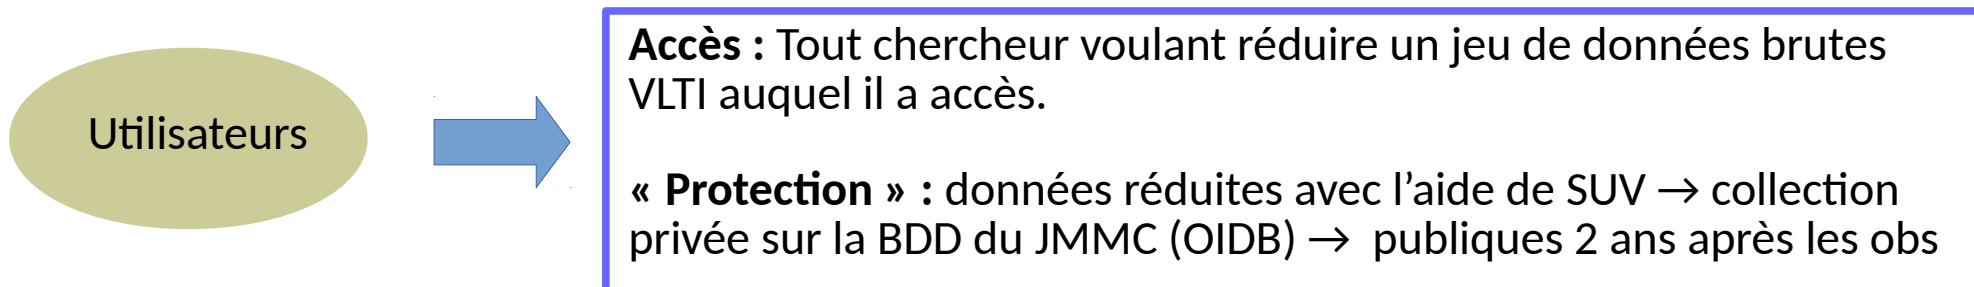 Utilisateurs
Accès : Tout chercheur voulant réduire un jeu de données brutes
VLTI auquel il a accès.
« Protection » : données réduites avec l’aide de SUV → collection
privée sur la BDD du JMMC (OIDB) → publiques 2 ans après les obs